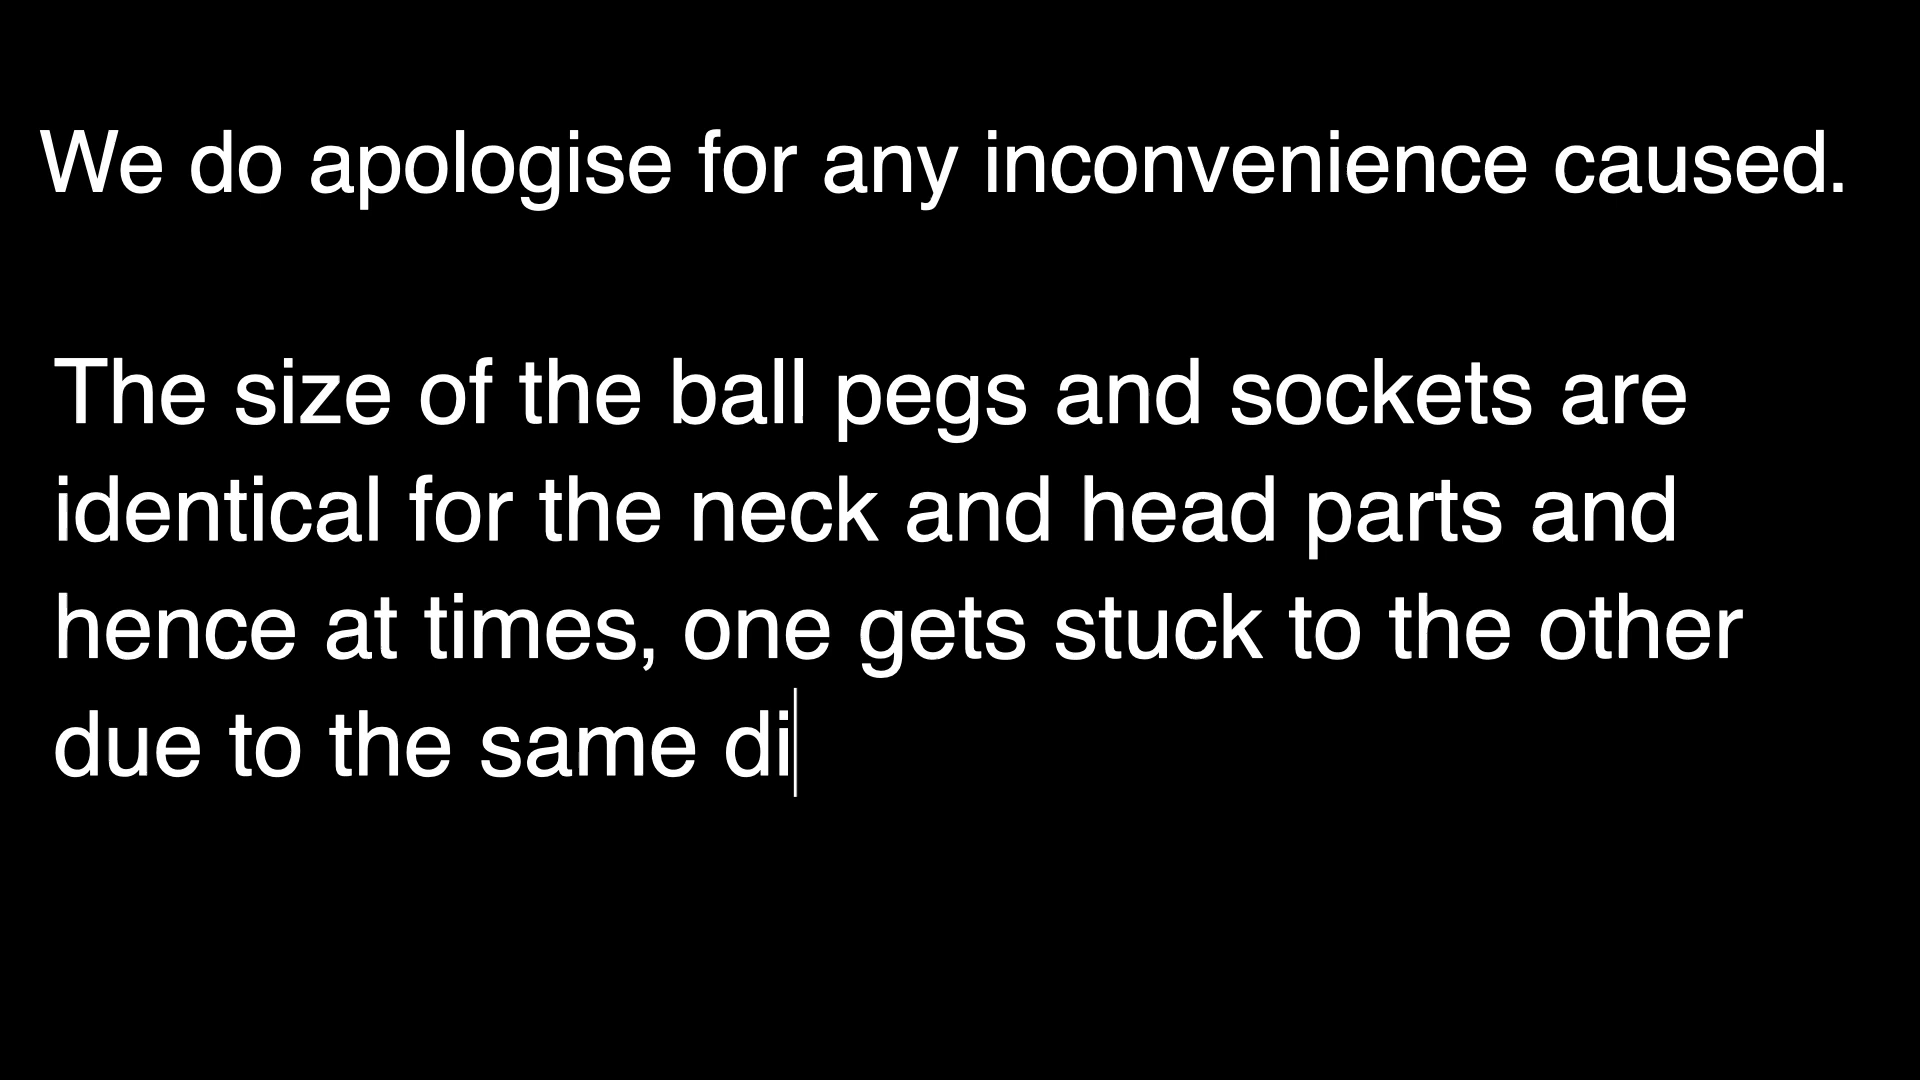 We do apologise for any inconvenience caused.
The size of the ball pegs and sockets are
identical for the neck and head parts and
hence at times, one gets stuck to the other
due to the same di